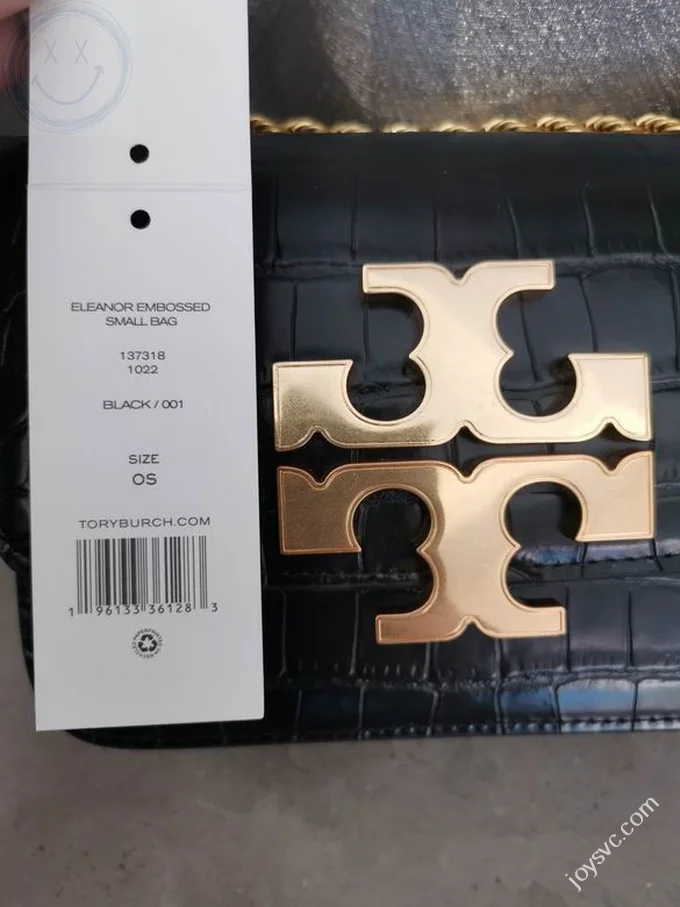 ELEANOR EMBOSSED
SMALL BAG
137318
1022
BLACK / 001
SIZE
OS
TORYBURCH.COM
1 96133 36128 3
joysvc.com